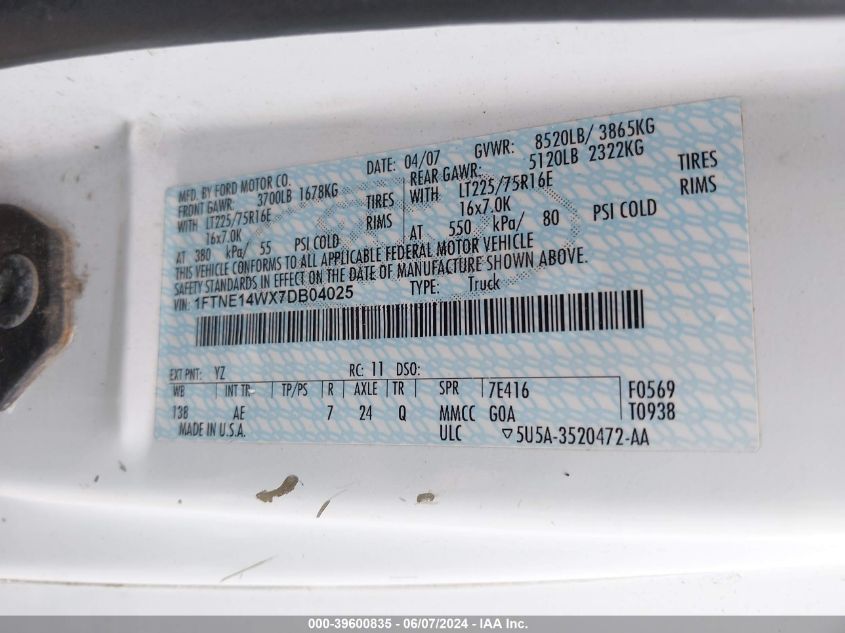 MFD. BY FORD MOTOR CO. DATE: 04/07 GVWR: 8520LB/ 3865KG
FRONT GAWR: 3700LB 1678KG REAR GAWR: 5120LB 2322KG
WITH LT225/75R16E TIRES WITH LT225/75R16E TIRES
16x7.0K RIMS 16x7.0K RIMS
AT 380 kPa/ 55 PSI COLD AT 550 kPa/ 80 PSI COLD
THIS VEHICLE CONFORMS TO ALL APPLICABLE FEDERAL MOTOR VEHICLE
SAFETY STANDARDS IN EFFECT ON THE DATE OF MANUFACTURE SHOWN ABOVE.
VIN: 1FTNE14WX7DB04025 TYPE: Truck
EXT PNT: YZ RC: 11 DSO:
WB INT TR TP/PS R AXLE TR SPR 7E416 F0569
138 AE 7 24 Q MMCC GOA T0938
MADE IN U.S.A. ULC ▽5U5A-3520472-AA
000-39600835 - 06/07/2024 - IAA Inc.